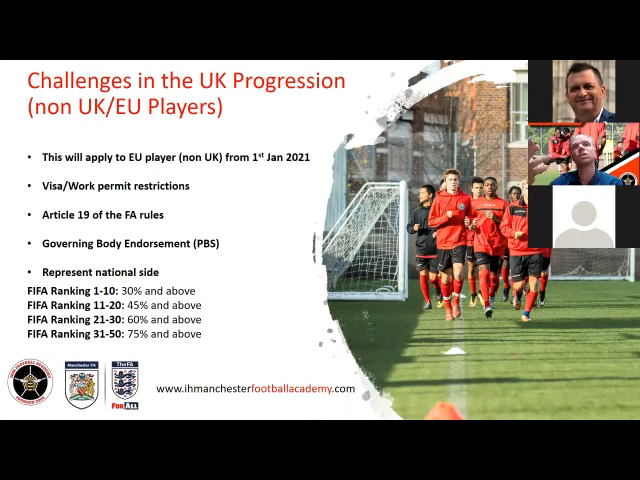 Challenges in the UK Progression
(non UK/EU Players)
• This will apply to EU player (non UK) from 1st Jan 2021
• Visa/Work permit restrictions
• Article 19 of the FA rules
• Governing Body Endorsement (PBS)
• Represent national side
FIFA Ranking 1-10: 30% and above
FIFA Ranking 11-20: 45% and above
FIFA Ranking 21-30: 60% and above
FIFA Ranking 31-50: 75% and above
Manchester FA
The FA
FOR ALL
www.ihmanchesterfootballacademy.com